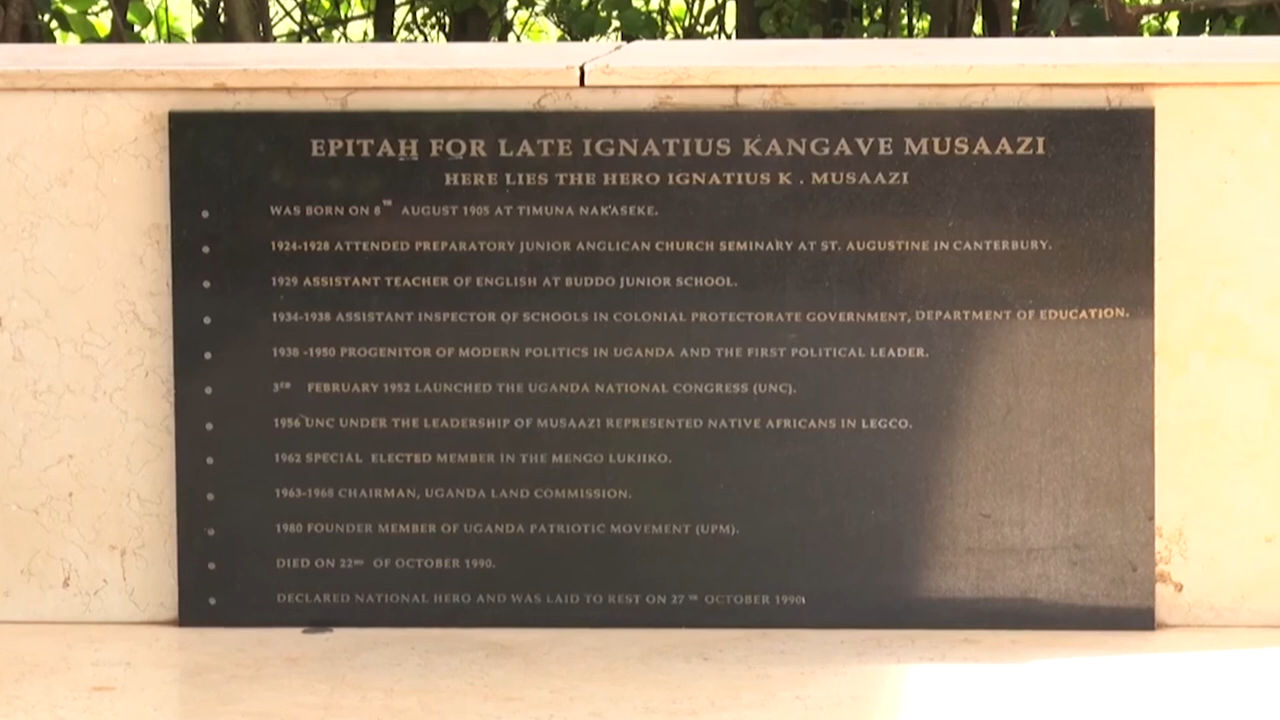 EPITAH FOR LATE IGNATIUS KANGAVE MUSAAZI
HERE LIES THE HERO IGNATIUS K . MUSAAZI
• WAS BORN ON 6TH AUGUST 1905 AT TIMUNA NAK'ASEKE.
• 1924-1928 ATTENDED PREPARATORY JUNIOR ANGLICAN CHURCH SEMINARY AT ST. AUGUSTINE IN CANTERBURY.
• 1929 ASSISTANT TEACHER OF ENGLISH AT BUDDO JUNIOR SCHOOL.
• 1934-1938 ASSISTANT INSPECTOR OF SCHOOLS IN COLONIAL PROTECTORATE GOVERNMENT, DEPARTMENT OF EDUCATION.
• 1938 -1950 PROGENITOR OF MODERN POLITICS IN UGANDA AND THE FIRST POLITICAL LEADER.
• 3RD FEBRUARY 1952 LAUNCHED THE UGANDA NATIONAL CONGRESS (UNC).
• 1956 UNC UNDER THE LEADERSHIP OF MUSAAZI REPRESENTED NATIVE AFRICANS IN LEGCO.
• 1962 SPECIAL ELECTED MEMBER IN THE MENGO LUKIIKO.
• 1963-1968 CHAIRMAN, UGANDA LAND COMMISSION.
• 1980 FOUNDER MEMBER OF UGANDA PATRIOTIC MOVEMENT (UPM).
• DIED ON 22ND OF OCTOBER 1990.
• DECLARED NATIONAL HERO AND WAS LAID TO REST ON 27TH OCTOBER 1990